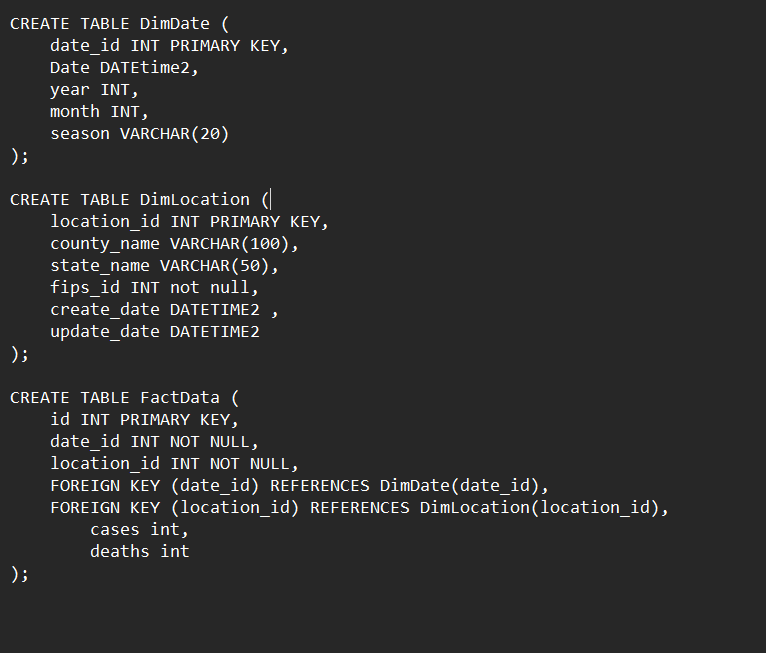 CREATE TABLE DimDate (
    date_id INT PRIMARY KEY,
    Date DATEtime2,
    year INT,
    month INT,
    season VARCHAR(20)
);

CREATE TABLE DimLocation (
    location_id INT PRIMARY KEY,
    county_name VARCHAR(100),
    state_name VARCHAR(50),
    fips_id INT not null,
    create_date DATETIME2 ,
    update_date DATETIME2
);

CREATE TABLE FactData (
    id INT PRIMARY KEY,
    date_id INT NOT NULL,
    location_id INT NOT NULL,
    FOREIGN KEY (date_id) REFERENCES DimDate(date_id),
    FOREIGN KEY (location_id) REFERENCES DimLocation(location_id),
        cases int,
        deaths int
);